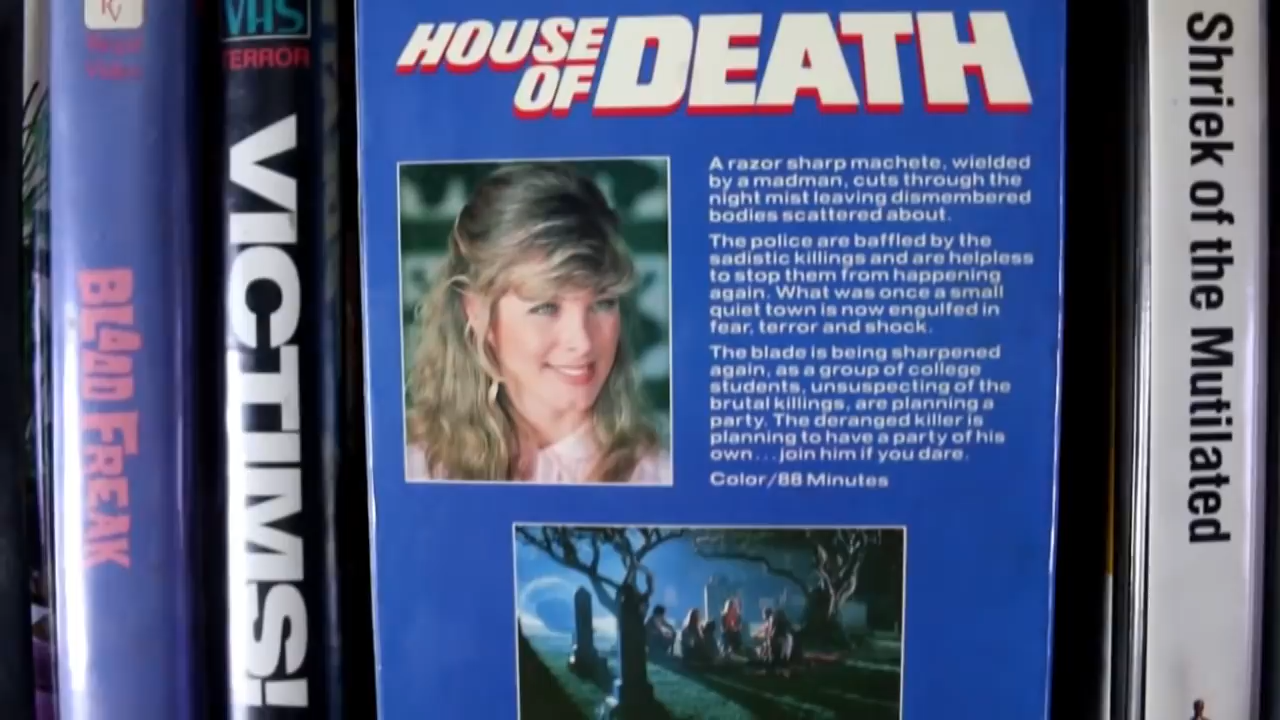 RV
VHS
TERROR
BLOOD FREAK
VICTIMS!
HOUSE
OF DEATH
A razor sharp machete, wielded
by a madman, cuts through the
night mist leaving dismembered
bodies scattered about.
The police are baffled by the
sadistic killings and are helpless
to stop them from happening
again. What was once a small
quiet town is now engulfed in
fear, terror and shock.
The blade is being sharpened
again, as a group of college
students, unsuspecting of the
brutal killings, are planning a
party. The deranged killer is
planning to have a party of his
own...join him if you dare.
Color/88 Minutes
Shriek of the Mutilated